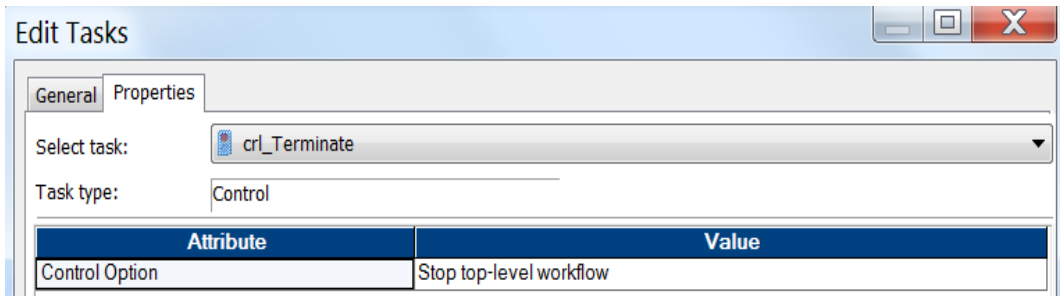 Edit Tasks
General Properties
Select task: crl_Terminate
Task type: Control
Attribute Value
Control Option Stop top-level workflow